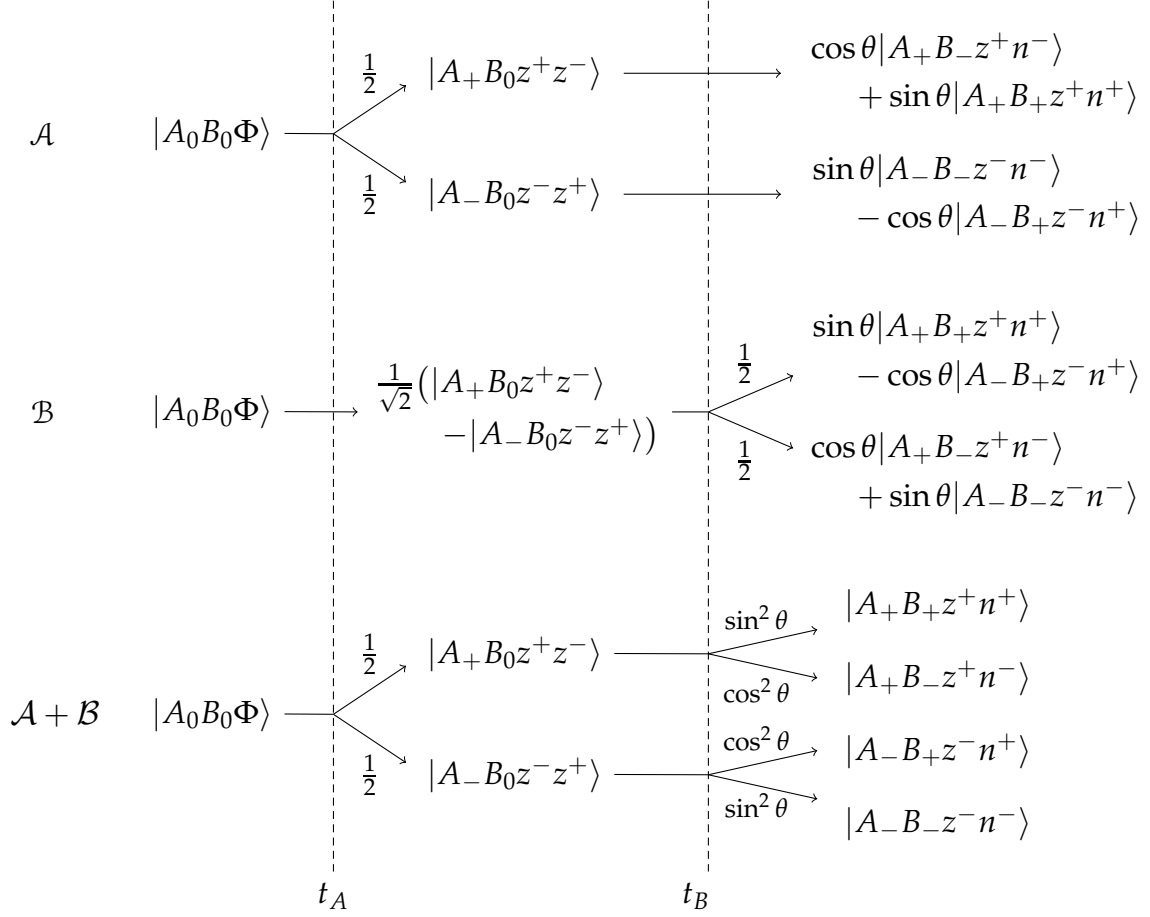 𝒜 |A₀B₀Φ⟩ 1/2 |A₊B₀z⁺z⁻⟩ cos θ|A₊B₋z⁺n⁻⟩
+ sin θ|A₊B₊z⁺n⁺⟩
1/2 |A₋B₀z⁻z⁺⟩ sin θ|A₋B₋z⁻n⁻⟩
− cos θ|A₋B₊z⁻n⁺⟩
ℬ |A₀B₀Φ⟩ 1/√2 (|A₊B₀z⁺z⁻⟩ 1/2 sin θ|A₊B₊z⁺n⁺⟩
− cos θ|A₋B₊z⁻n⁺⟩
−|A₋B₀z⁻z⁺⟩) 1/2 cos θ|A₊B₋z⁺n⁻⟩
+ sin θ|A₋B₋z⁻n⁻⟩
𝒜 + ℬ |A₀B₀Φ⟩ 1/2 |A₊B₀z⁺z⁻⟩ sin² θ |A₊B₊z⁺n⁺⟩
cos² θ |A₊B₋z⁺n⁻⟩
1/2 |A₋B₀z⁻z⁺⟩ cos² θ |A₋B₊z⁻n⁺⟩
sin² θ |A₋B₋z⁻n⁻⟩
t_A t_B